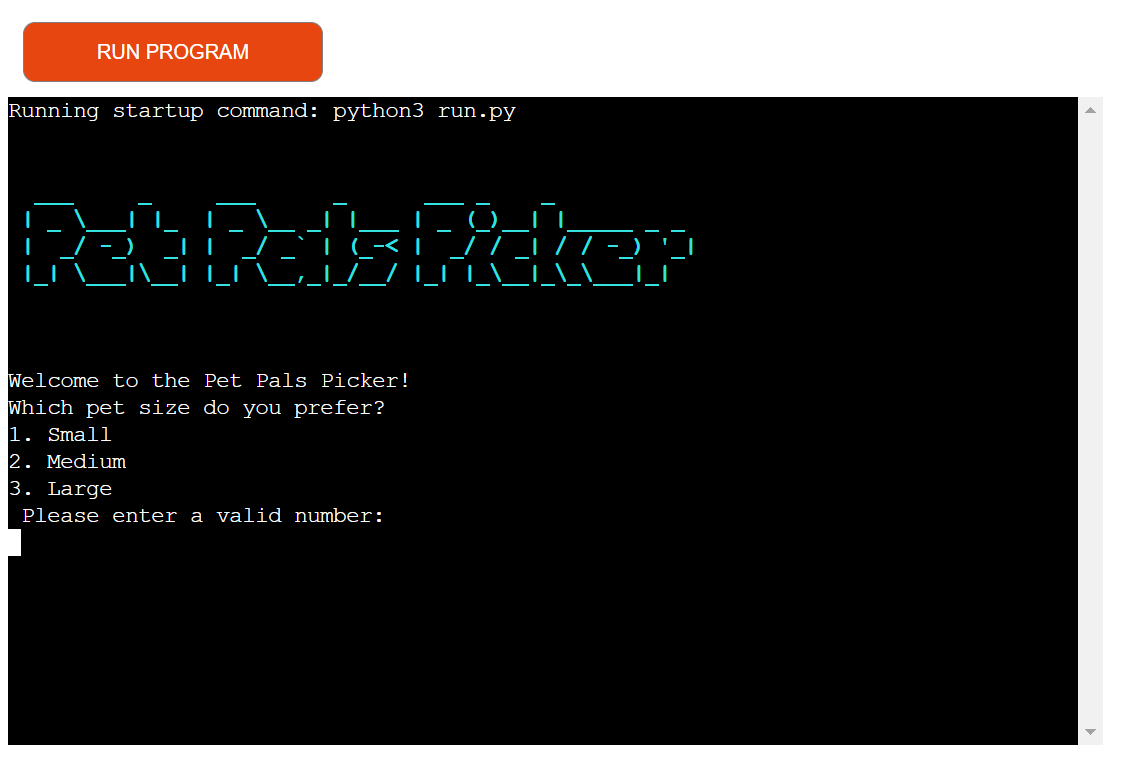 RUN PROGRAM
Running startup command: python3 run.py
Pet Pals Picker
Welcome to the Pet Pals Picker!
Which pet size do you prefer?
1. Small
2. Medium
3. Large
Please enter a valid number: